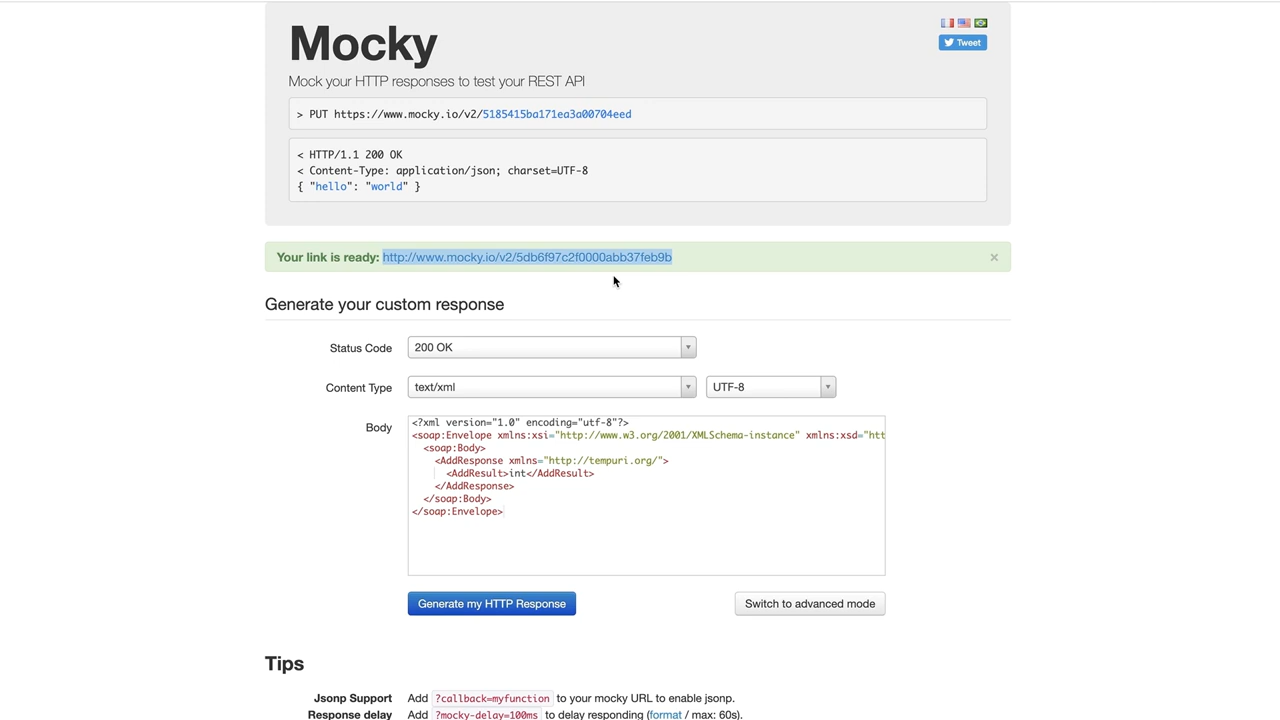 Mocky
Tweet
Mock your HTTP responses to test your REST API
> PUT https://www.mocky.io/v2/5185415ba171ea3a00704eed
< HTTP/1.1 200 OK
< Content-Type: application/json; charset=UTF-8
{ "hello": "world" }
Your link is ready: http://www.mocky.io/v2/5db6f97c2f0000abb37feb9b ×
Generate your custom response
Status Code 200 OK
Content Type text/xml UTF-8
Body
<?xml version="1.0" encoding="utf-8"?>
<soap:Envelope xmlns:xsi="http://www.w3.org/2001/XMLSchema-instance" xmlns:xsd="htt
<soap:Body>
<AddResponse xmlns="http://tempuri.org/">
<AddResult>int</AddResult>
</AddResponse>
</soap:Body>
</soap:Envelope>
Generate my HTTP Response Switch to advanced mode
Tips
Jsonp Support Add ?callback=myfunction to your mocky URL to enable jsonp.
Response delay Add ?mocky-delay=100ms to delay responding (format / max: 60s).